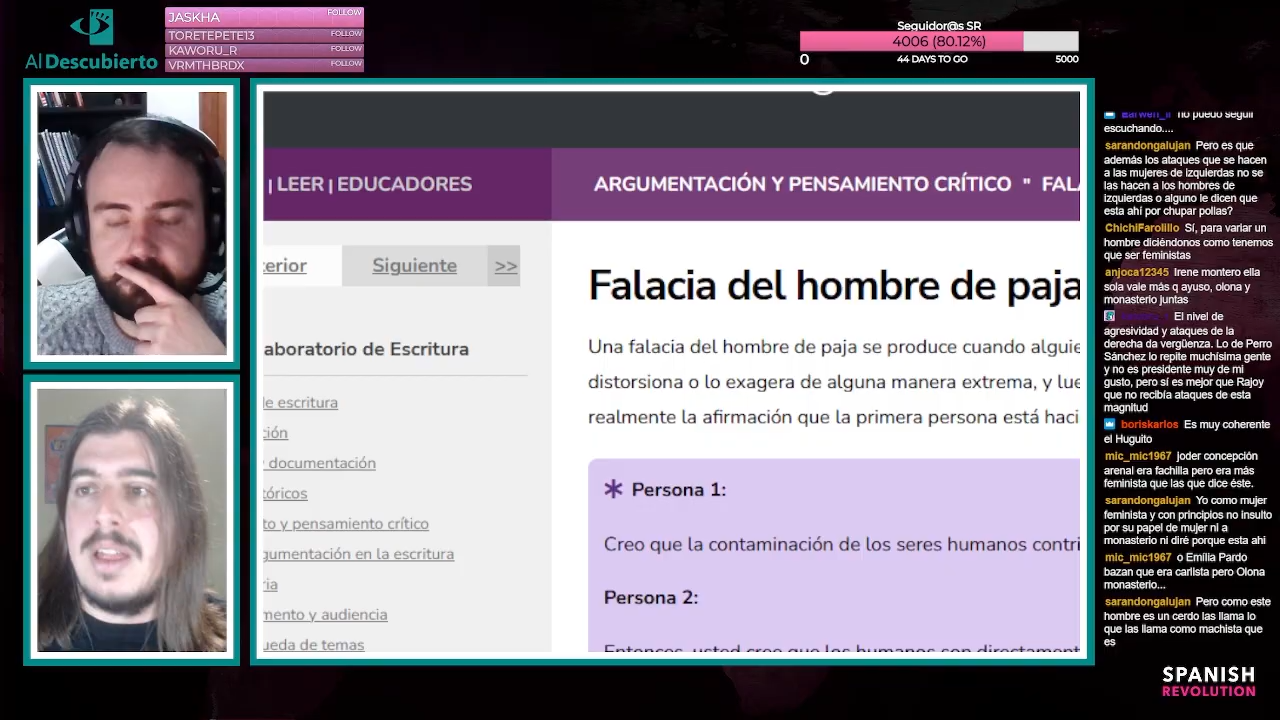 Al Descubierto
JASKHA FOLLOW
TORETEPETE13 FOLLOW
KAWORU_R FOLLOW
VRMTHBRDX FOLLOW
Seguidor@s SR
4006 (80.12%)
0 44 DAYS TO GO 5000
| LEER | EDUCADORES
ARGUMENTACIÓN Y PENSAMIENTO CRÍTICO " FALA
terior Siguiente >>
aboratorio de Escritura
de escritura
ción
y documentación
tóricos
to y pensamiento crítico
gumentación en la escritura
ria
mento y audiencia
ueda de temas
Falacia del hombre de paja
Una falacia del hombre de paja se produce cuando alguie
distorsiona o lo exagera de alguna manera extrema, y lue
realmente la afirmación que la primera persona está haci
* Persona 1:
Creo que la contaminación de los seres humanos contri
Persona 2:
Entonces, usted cree que los humanos son directament
no puedo seguir
escuchando....
sarandongalujan Pero es que
además los ataques que se hacen
a las mujeres de izquierdas no se
las hacen a los hombres de
izquierdas o alguno le dicen que
esta ahí por chupar pollas?
ChichiFarolillo Sí, para variar un
hombre diciéndonos como tenemos
que ser feministas
anjoca12345 Irene montero ella
sola vale más q ayuso, olona y
monasterio juntas
El nivel de
agresividad y ataques de la
derecha da vergüenza. Lo de Perro
Sánchez lo repite muchísima gente
y no es presidente muy de mi
gusto, pero sí es mejor que Rajoy
que no recibía ataques de esta
magnitud
boriskarlos Es muy coherente
el Huguito
mic_mic1967 joder concepción
arenal era fachilla pero era más
feminista que las que dice éste.
sarandongalujan Yo como mujer
feminista y con principios no insulto
por su papel de mujer ni a
monasterio ni diré porque esta ahi
mic_mic1967 o Emília Pardo
bazan que era carlista pero Olona
monasterio...
sarandongalujan Pero como este
hombre es un cerdo las llama lo
que las llama como machista que
es
SPANISH
REVOLUTION